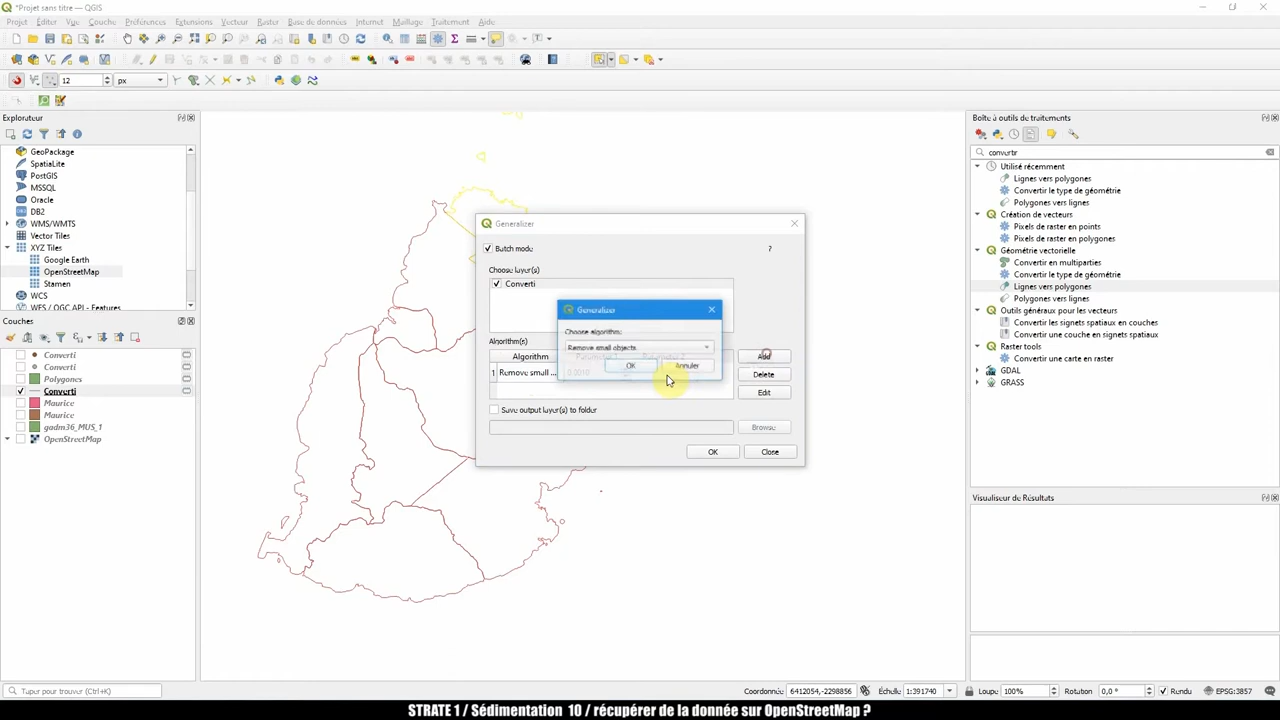 *Projet sans titre — QGIS
Projet Éditer Vue Couche Préférences Extensions Vecteur Raster Base de données Internet Maillage Traitement Aide
12 px
Explorateur
GeoPackage
SpatiaLite
PostGIS
MSSQL
Oracle
DB2
WMS/WMTS
Vector Tiles
XYZ Tiles
Google Earth
OpenStreetMap
Stamen
WCS
WFS / OGC API - Features
Couches
Converti
Converti
Polygones
Converti
Maurice
Maurice
gadm36_MUS_1
OpenStreetMap
Generalizer
Batch mode
?
Choose layer(s)
Converti
Algorithm(s)
Algorithm
1 Remove small ... 0.0010
Add
Delete
Edit
Save output layer(s) to folder
Browse
OK Close
Generalizer
Choose algorithm:
Remove small objects
OK Annuler
Boîte à outils de traitements
convertir
Utilisé récemment
Lignes vers polygones
Convertir le type de géométrie
Polygones vers lignes
Création de vecteurs
Pixels de raster en points
Pixels de raster en polygones
Géométrie vectorielle
Convertir en multiparties
Convertir le type de géométrie
Lignes vers polygones
Polygones vers lignes
Outils généraux pour les vecteurs
Convertir les signets spatiaux en couches
Convertir une couche en signets spatiaux
Raster tools
Convertir une carte en raster
GDAL
GRASS
Visualiseur de Résultats
Taper pour trouver (Ctrl+K)
Coordonnée 6412054,-2298856 Échelle 1:391740 Loupe 100% Rotation 0,0 ° Rendu EPSG:3857
STRATE 1 / Sédimentation 10 / récupérer de la donnée sur OpenStreetMap ?